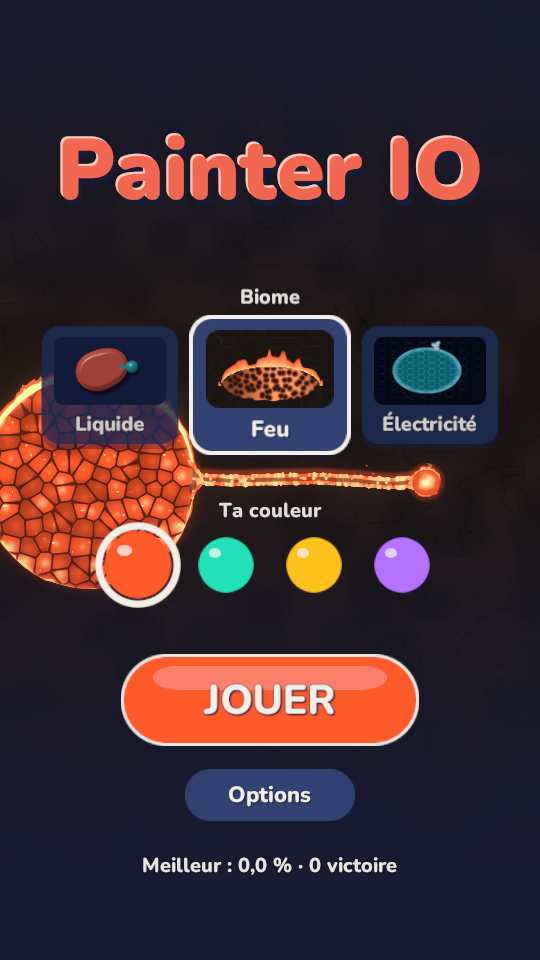 Painter IO
Biome
Liquide
Feu
Électricité
Ta couleur
JOUER
Options
Meilleur : 0,0 % · 0 victoire